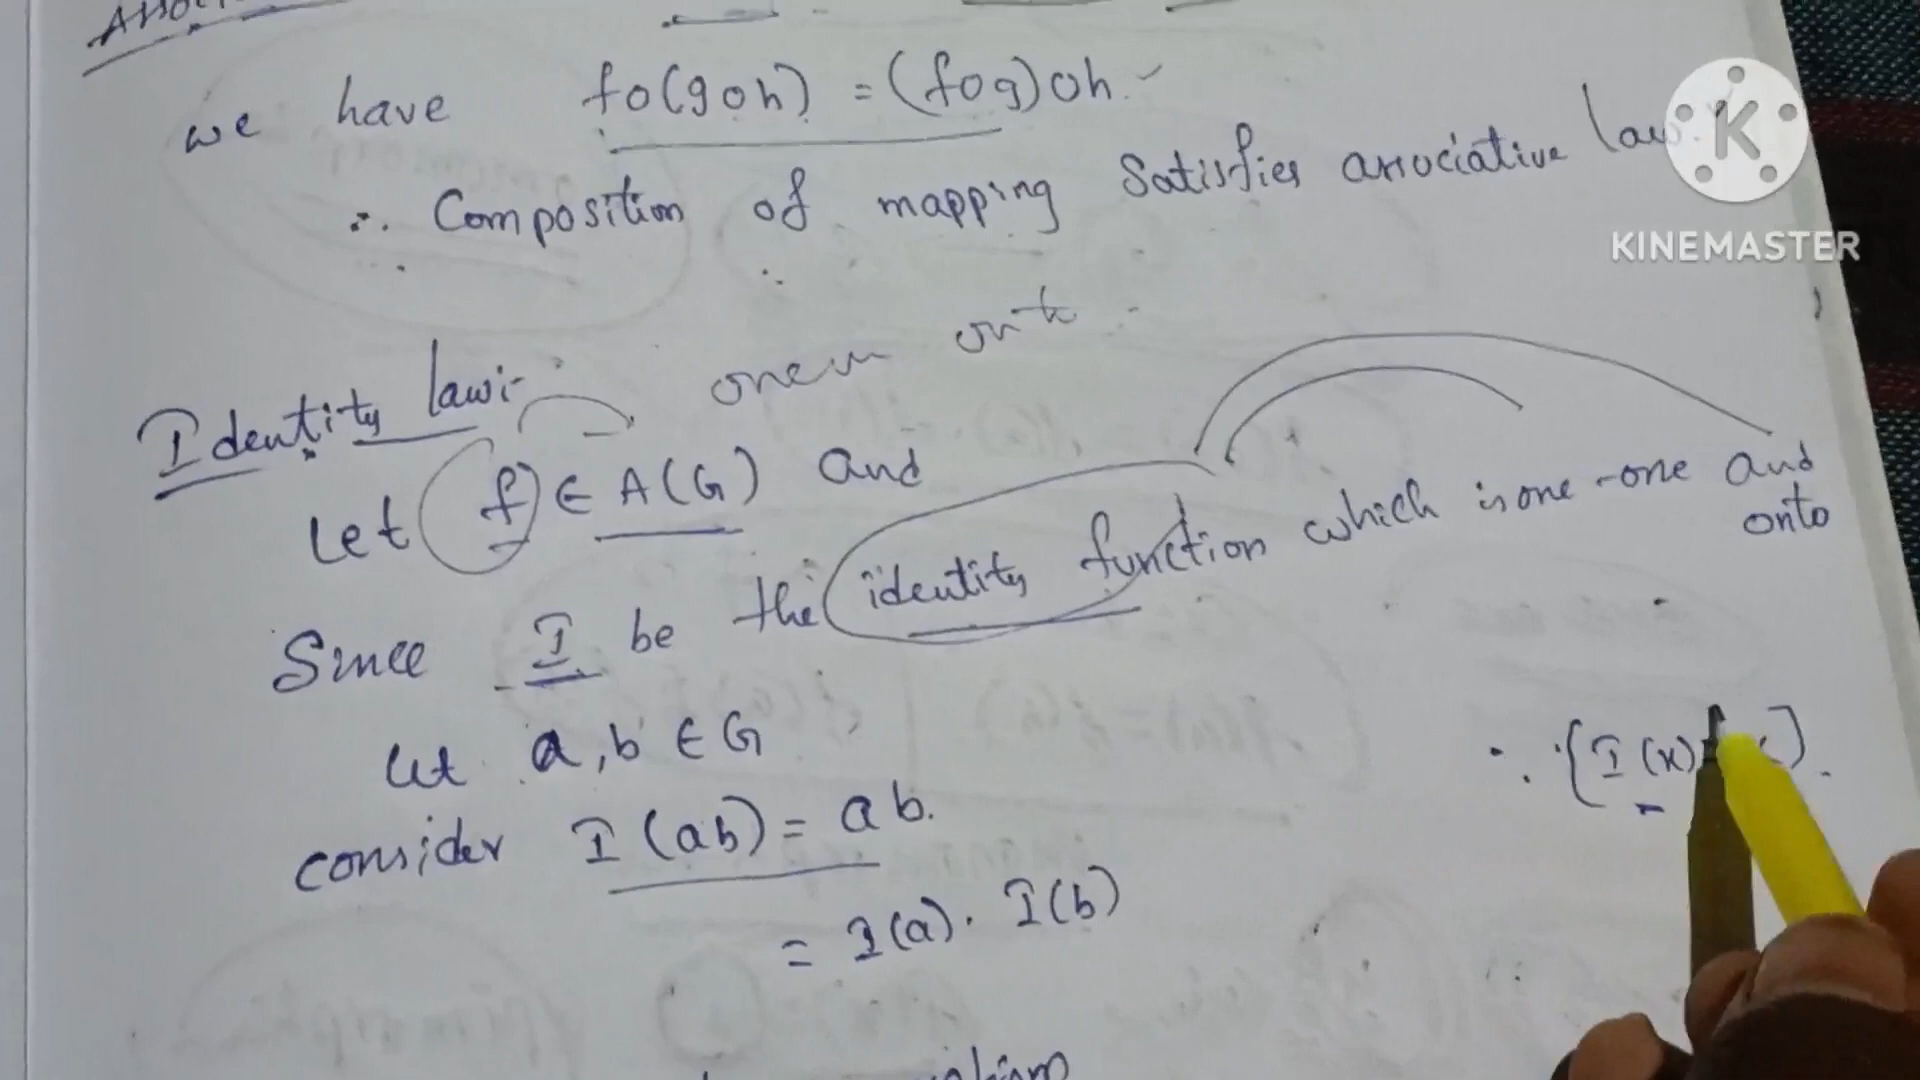 we have fo(goh) = (fog)oh.
∴ Composition of mapping Satisfies associative law.
KINEMASTER
one onto
Identity law:-
Let f ∈ A(G) and
Since I be the identity function which is one-one and onto
let a,b ∈ G
∵ {I(x)
consider I(ab) = ab.
= I(a). I(b)